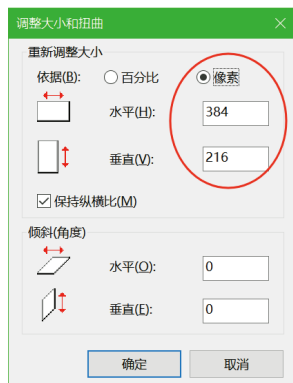 调整大小和扭曲
重新调整大小
依据(B): 百分比 像素
水平(H): 384
垂直(V): 216
保持纵横比(M)
倾斜(角度)
水平(O): 0
垂直(E): 0
确定 取消